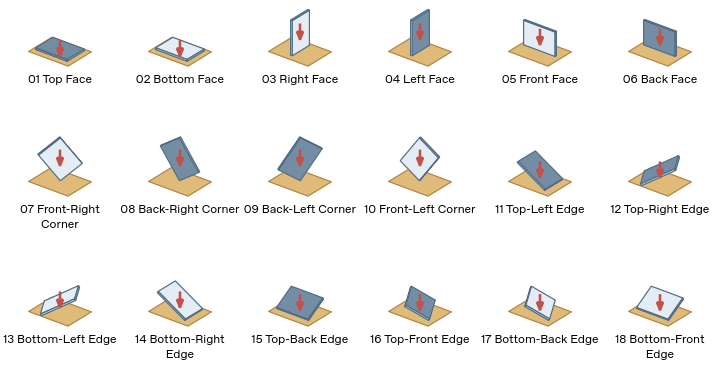 01 Top Face
02 Bottom Face
03 Right Face
04 Left Face
05 Front Face
06 Back Face
07 Front-Right
Corner
08 Back-Right Corner
09 Back-Left Corner
10 Front-Left Corner
11 Top-Left Edge
12 Top-Right Edge
13 Bottom-Left Edge
14 Bottom-Right
Edge
15 Top-Back Edge
16 Top-Front Edge
17 Bottom-Back Edge
18 Bottom-Front
Edge